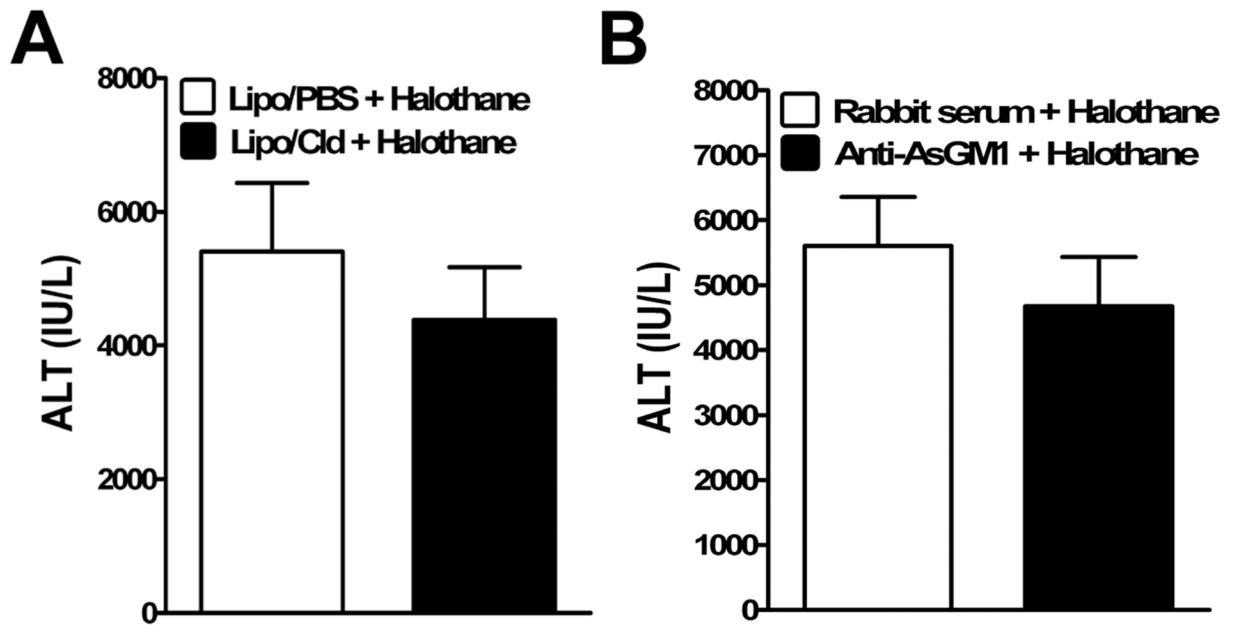 A
8000
6000
4000
2000
0
ALT (IU/L)
Lipo/PBS + Halothane
Lipo/Cld + Halothane
B
8000
7000
6000
5000
4000
3000
2000
1000
0
ALT (IU/L)
Rabbit serum + Halothane
Anti-AsGM1 + Halothane